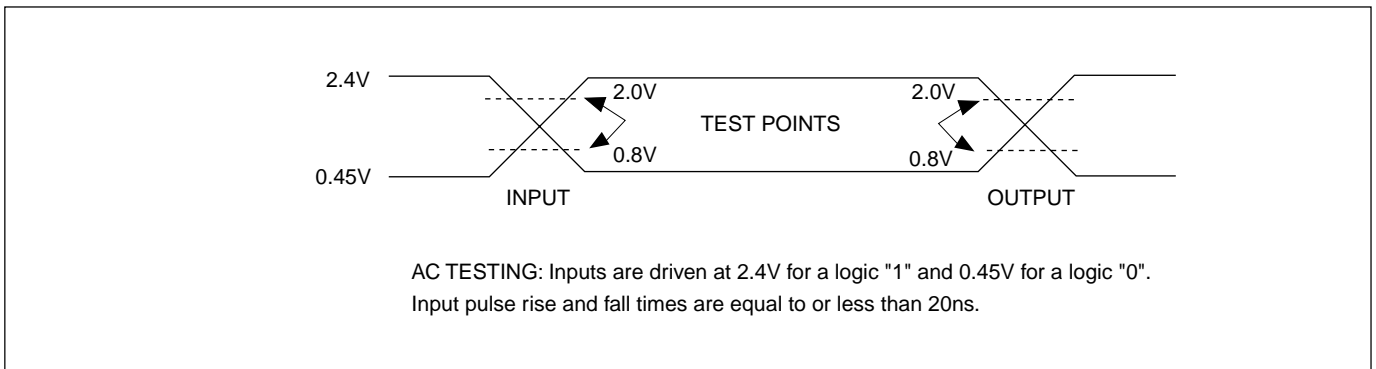 2.4V
2.0V
2.0V
TEST POINTS
0.8V
0.8V
0.45V
INPUT
OUTPUT
AC TESTING: Inputs are driven at 2.4V for a logic "1" and 0.45V for a logic "0".
Input pulse rise and fall times are equal to or less than 20ns.